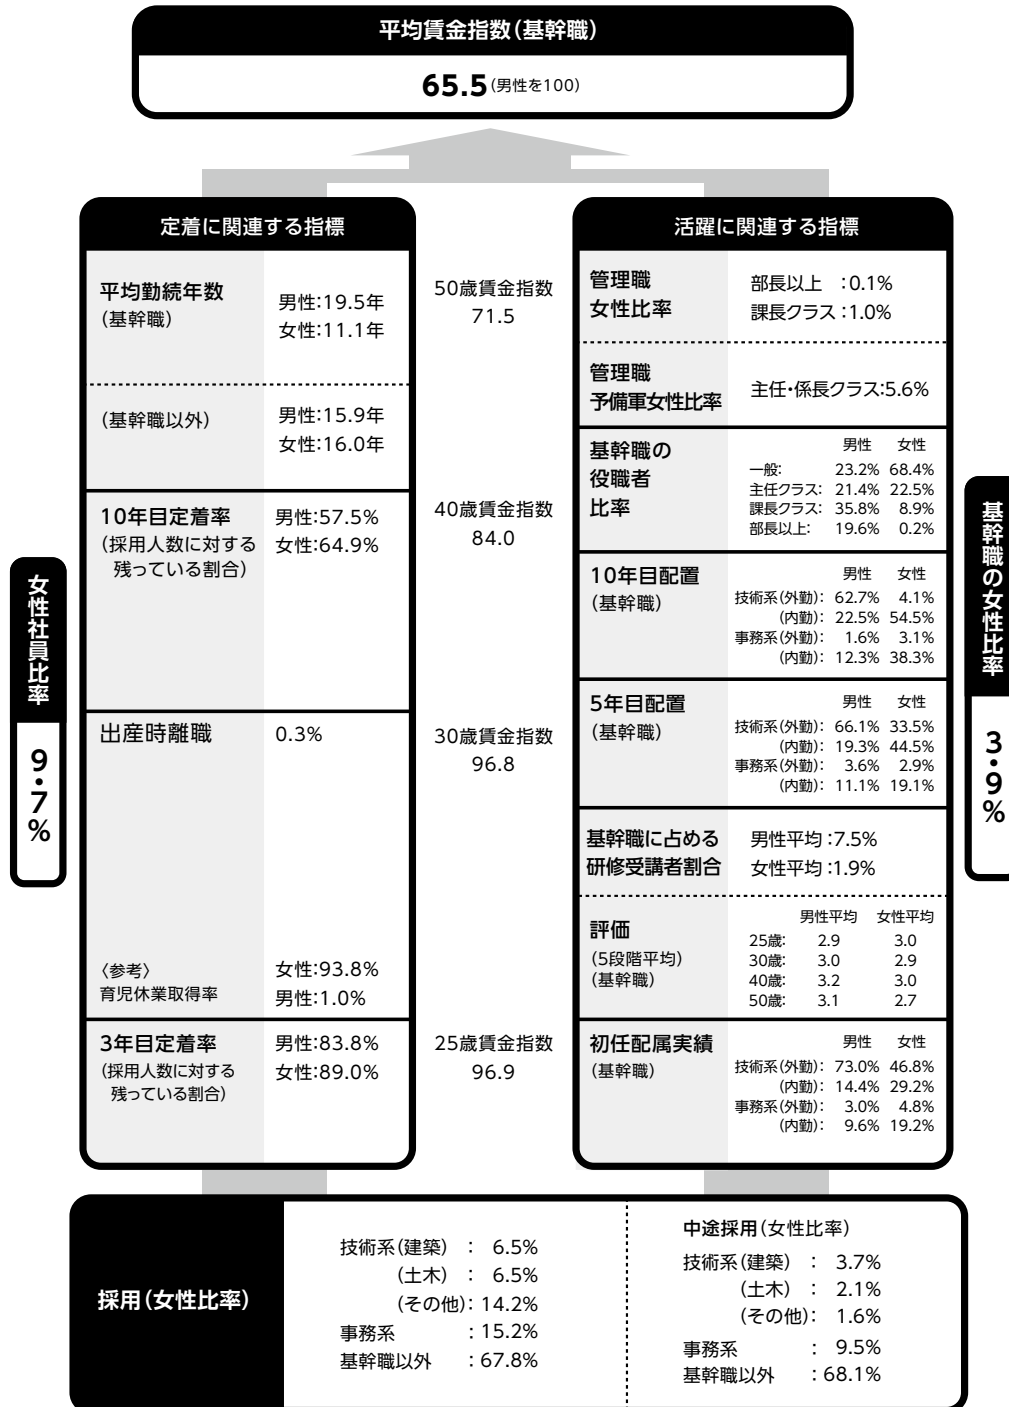 平均賃金指数(基幹職)
65.5(男性を100)
定着に関連する指標
平均勤続年数
(基幹職)
男性:19.5年
女性:11.1年
(基幹職以外)
男性:15.9年
女性:16.0年
10年目定着率
(採用人数に対する
残っている割合)
男性:57.5%
女性:64.9%
出産時離職
0.3%
〈参考〉
育児休業取得率
女性:93.8%
男性:1.0%
3年目定着率
(採用人数に対する
残っている割合)
男性:83.8%
女性:89.0%
女性社員比率
9・7%
50歳賃金指数
71.5
40歳賃金指数
84.0
30歳賃金指数
96.8
25歳賃金指数
96.9
活躍に関連する指標
管理職
女性比率
部長以上 :0.1%
課長クラス:1.0%
管理職
予備軍女性比率
主任・係長クラス:5.6%
基幹職の
役職者
比率
男性 女性
一般: 23.2% 68.4%
主任クラス: 21.4% 22.5%
課長クラス: 35.8% 8.9%
部長以上: 19.6% 0.2%
10年目配置
(基幹職)
男性 女性
技術系(外勤): 62.7% 4.1%
(内勤): 22.5% 54.5%
事務系(外勤): 1.6% 3.1%
(内勤): 12.3% 38.3%
5年目配置
(基幹職)
男性 女性
技術系(外勤): 66.1% 33.5%
(内勤): 19.3% 44.5%
事務系(外勤): 3.6% 2.9%
(内勤): 11.1% 19.1%
基幹職に占める
研修受講者割合
男性平均:7.5%
女性平均:1.9%
評価
(5段階平均)
(基幹職)
男性平均 女性平均
25歳: 2.9 3.0
30歳: 3.0 2.9
40歳: 3.2 3.0
50歳: 3.1 2.7
初任配属実績
(基幹職)
男性 女性
技術系(外勤): 73.0% 46.8%
(内勤): 14.4% 29.2%
事務系(外勤): 3.0% 4.8%
(内勤): 9.6% 19.2%
基幹職の女性比率
3・9%
採用(女性比率)
技術系(建築) : 6.5%
(土木) : 6.5%
(その他): 14.2%
事務系 : 15.2%
基幹職以外 : 67.8%
中途採用(女性比率)
技術系(建築) : 3.7%
(土木) : 2.1%
(その他): 1.6%
事務系 : 9.5%
基幹職以外 : 68.1%